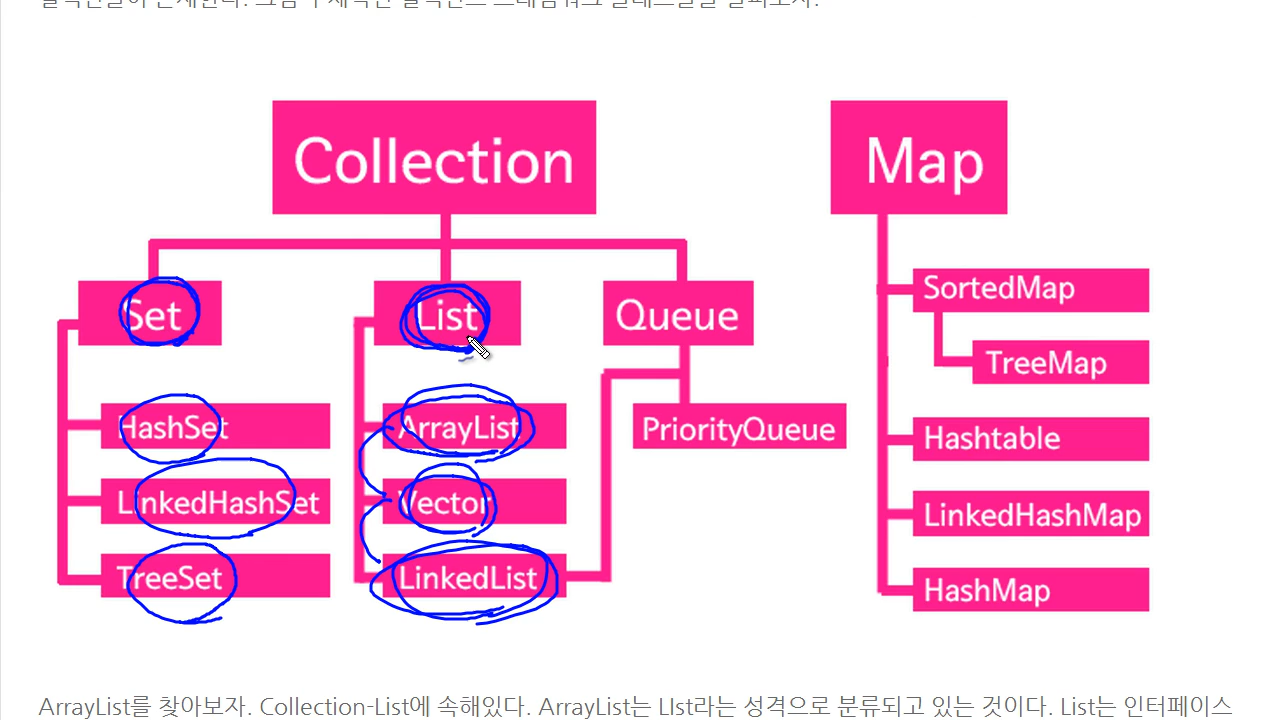 Collection
Map
Set
List
Queue
SortedMap
TreeMap
HashSet
ArrayList
PriorityQueue
Hashtable
LinkedHashSet
Vector
LinkedHashMap
TreeSet
LinkedList
HashMap
ArrayList를 찾아보자. Collection-List에 속해있다. ArrayList는 LIst라는 성격으로 분류되고 있는 것이다. List는 인터페이스